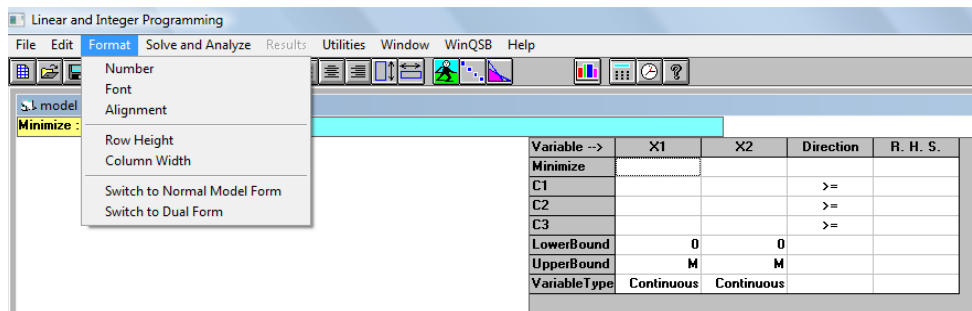 Linear and Integer Programming
File Edit Format Solve and Analyze Results Utilities Window WinQSB Help
Number
Font
Alignment
Row Height
Column Width
Switch to Normal Model Form
Switch to Dual Form
model
Minimize :
Variable --> X1 X2 Direction R. H. S.
Minimize
C1 >=
C2 >=
C3 >=
LowerBound 0 0
UpperBound M M
VariableType Continuous Continuous